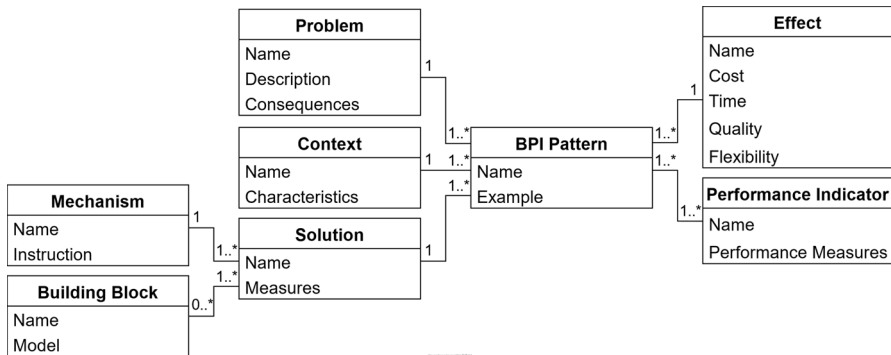 Problem
Name
Description
Consequences
1
1..*
Context
Name
Characteristics
1
1..*
Mechanism
Name
Instruction
1
1..*
Building Block
Name
Model
0..*
1..*
Solution
Name
Measures
1
1..*
BPI Pattern
Name
Example
1..*
1
Effect
Name
Cost
Time
Quality
Flexibility
1..*
1..*
Performance Indicator
Name
Performance Measures